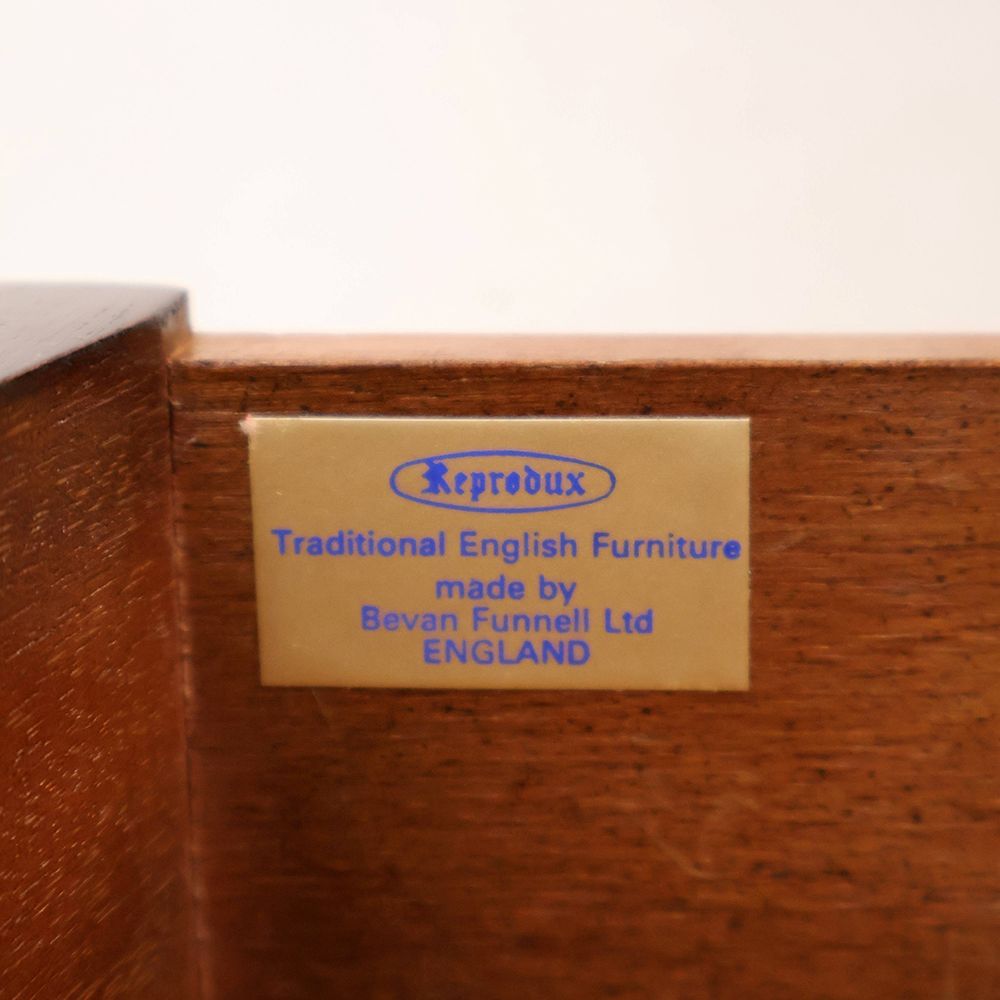 Reprodux
Traditional English Furniture
made by
Bevan Funnell Ltd
ENGLAND